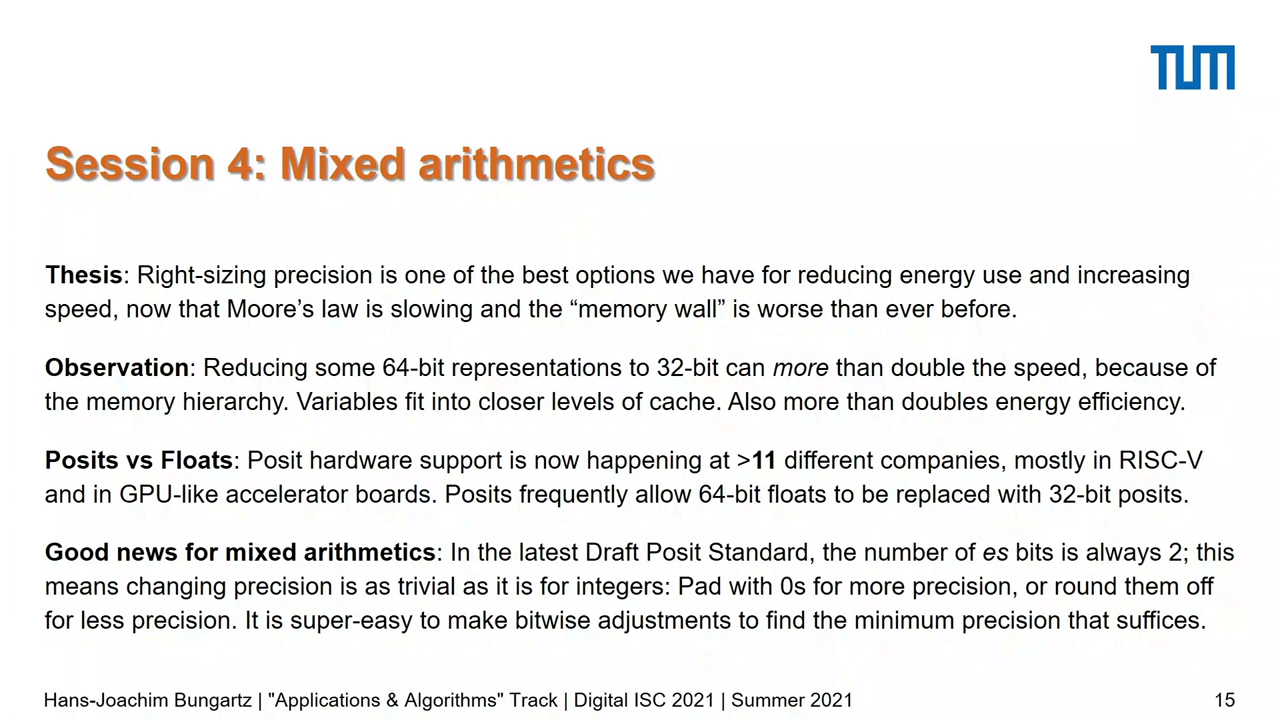 TUM
Session 4: Mixed arithmetics
Thesis: Right-sizing precision is one of the best options we have for reducing energy use and increasing
speed, now that Moore’s law is slowing and the “memory wall” is worse than ever before.
Observation: Reducing some 64-bit representations to 32-bit can more than double the speed, because of
the memory hierarchy. Variables fit into closer levels of cache. Also more than doubles energy efficiency.
Posits vs Floats: Posit hardware support is now happening at >11 different companies, mostly in RISC-V
and in GPU-like accelerator boards. Posits frequently allow 64-bit floats to be replaced with 32-bit posits.
Good news for mixed arithmetics: In the latest Draft Posit Standard, the number of es bits is always 2; this
means changing precision is as trivial as it is for integers: Pad with 0s for more precision, or round them off
for less precision. It is super-easy to make bitwise adjustments to find the minimum precision that suffices.
Hans-Joachim Bungartz | "Applications & Algorithms" Track | Digital ISC 2021 | Summer 2021 15